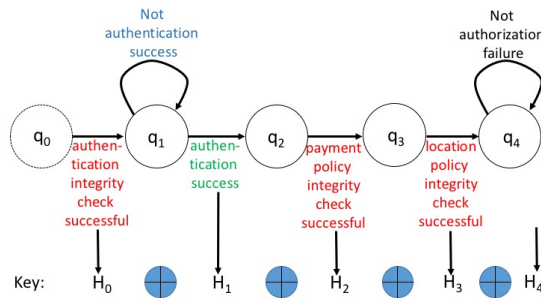 Not
authentication
success
Not
authorization
failure
q0
q1
q2
q3
q4
authen-
tication
integrity
check
successful
authen-
tication
success
payment
policy
integrity
check
successful
location
policy
integrity
check
successful
Key:
H0
H1
H2
H3
H4